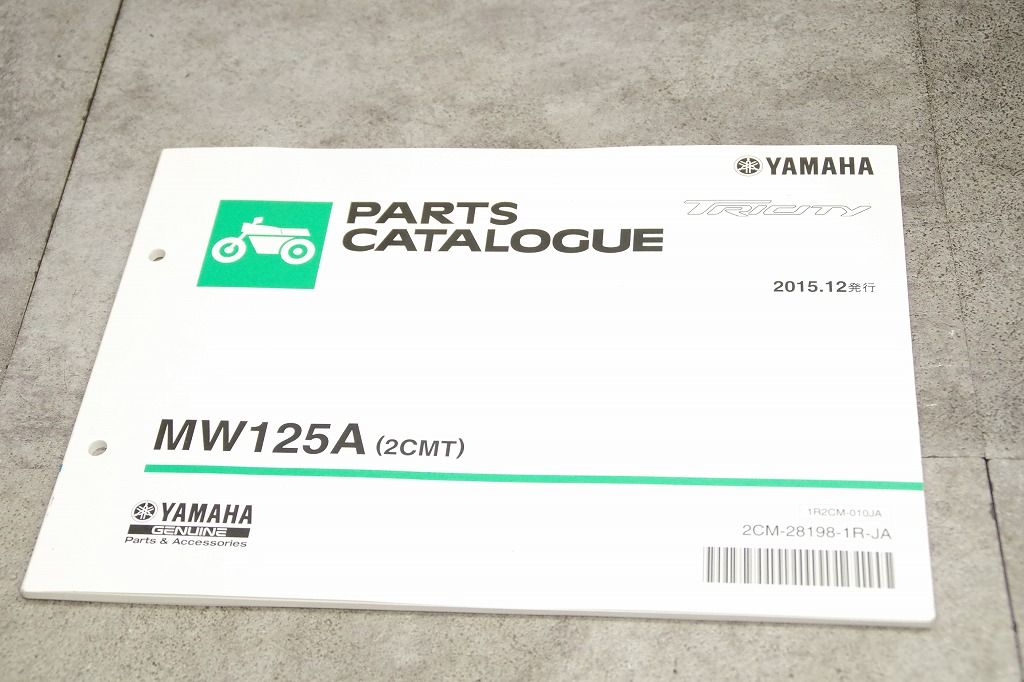 YAMAHA
TRICITY
PARTS
CATALOGUE
2015.12発行
MW125A (2CMT)
YAMAHA
GENUINE
Parts & Accessories
1R2CM-010JA
2CM-28198-1R-JA